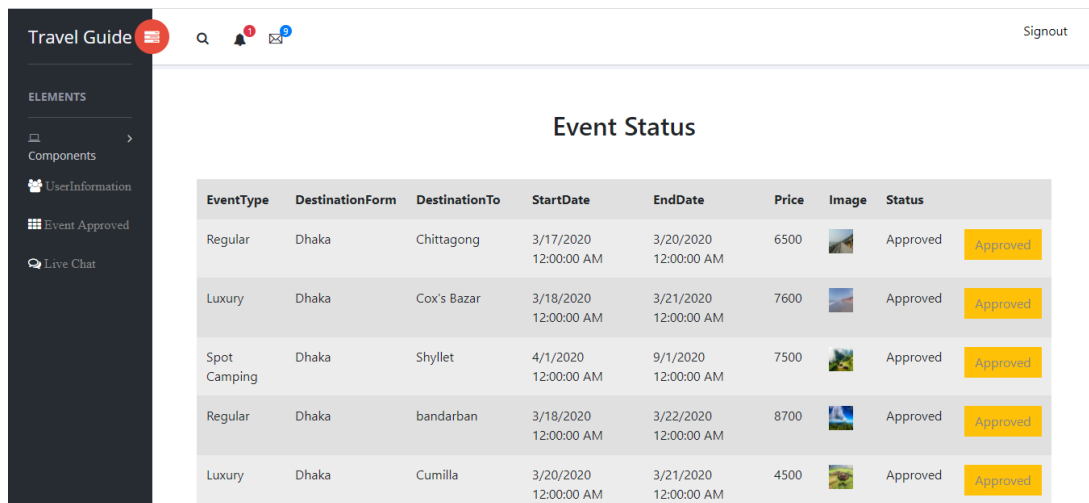 Travel Guide
1
9
Signout
ELEMENTS
Components
UserInformation
Event Approved
Live Chat
Event Status
EventType DestinationForm DestinationTo StartDate EndDate Price Image Status
Regular Dhaka Chittagong 3/17/2020 3/20/2020 6500 Approved Approved
12:00:00 AM 12:00:00 AM
Luxury Dhaka Cox's Bazar 3/18/2020 3/21/2020 7600 Approved Approved
12:00:00 AM 12:00:00 AM
Spot Dhaka Shyllet 4/1/2020 9/1/2020 7500 Approved Approved
Camping 12:00:00 AM 12:00:00 AM
Regular Dhaka bandarban 3/18/2020 3/22/2020 8700 Approved Approved
12:00:00 AM 12:00:00 AM
Luxury Dhaka Cumilla 3/20/2020 3/21/2020 4500 Approved Approved
12:00:00 AM 12:00:00 AM